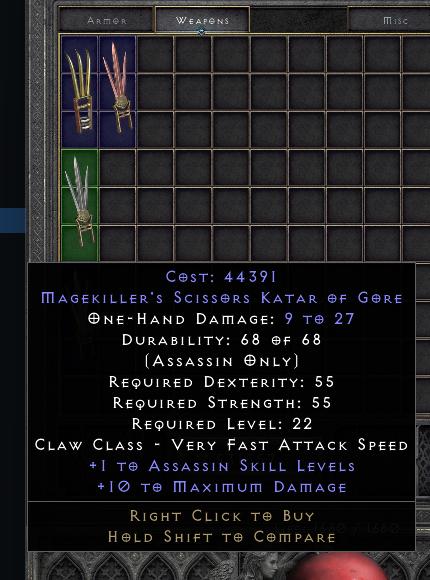 Armor
Weapons
Misc
Cost: 44391
Magekiller's Scissors Katar of Gore
One-Hand Damage: 9 to 27
Durability: 68 of 68
(Assassin Only)
Required Dexterity: 55
Required Strength: 55
Required Level: 22
Claw Class - Very Fast Attack Speed
+1 to Assassin Skill Levels
+10 to Maximum Damage
Right Click to Buy
Hold Shift to Compare